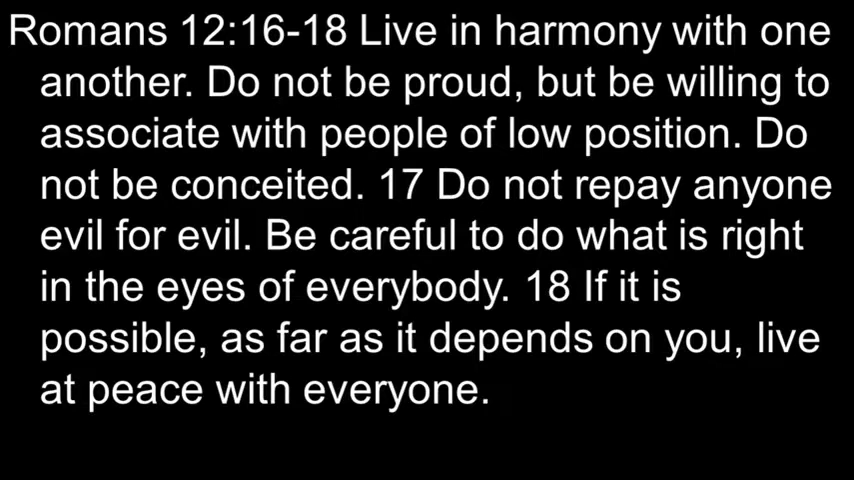 Romans 12:16-18 Live in harmony with one
another. Do not be proud, but be willing to
associate with people of low position. Do
not be conceited. 17 Do not repay anyone
evil for evil. Be careful to do what is right
in the eyes of everybody. 18 If it is
possible, as far as it depends on you, live
at peace with everyone.